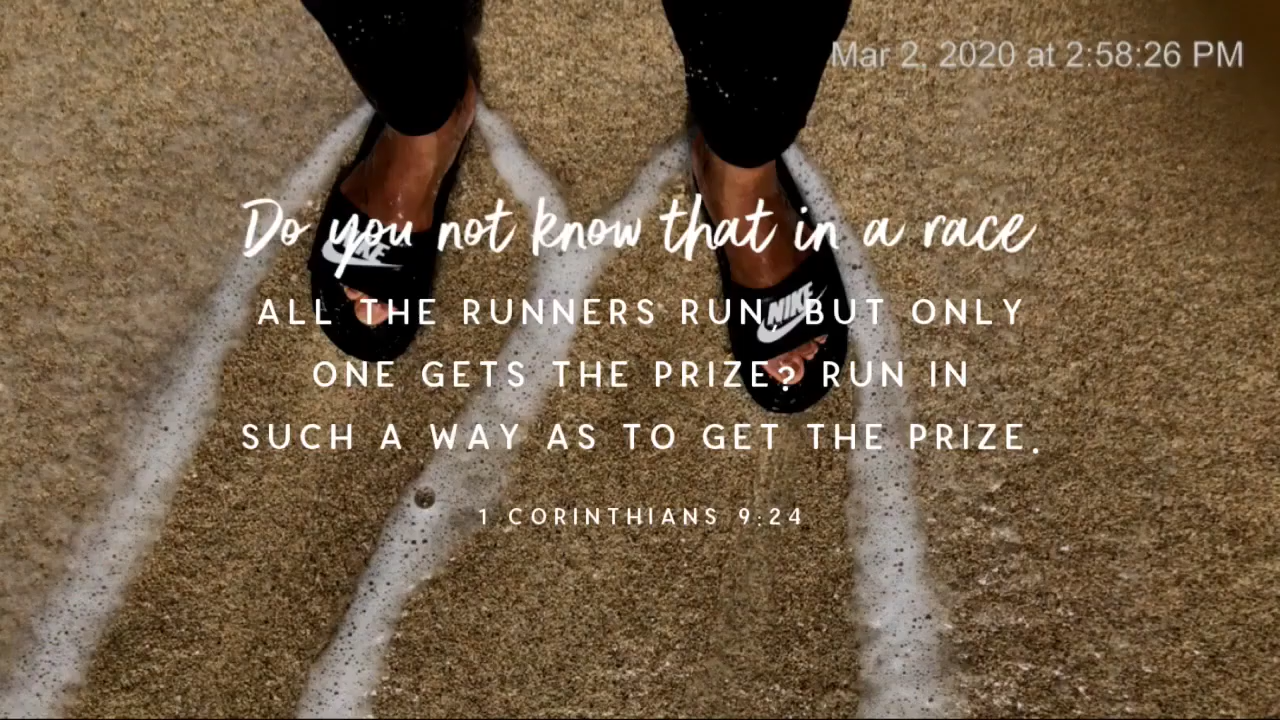 Mar 2, 2020 at 2:58:26 PM
Do you not know that in a race
NIKE
ALL THE RUNNERS RUN, BUT ONLY
NIKE
ONE GETS THE PRIZE? RUN IN
SUCH A WAY AS TO GET THE PRIZE.
1 CORINTHIANS 9:24